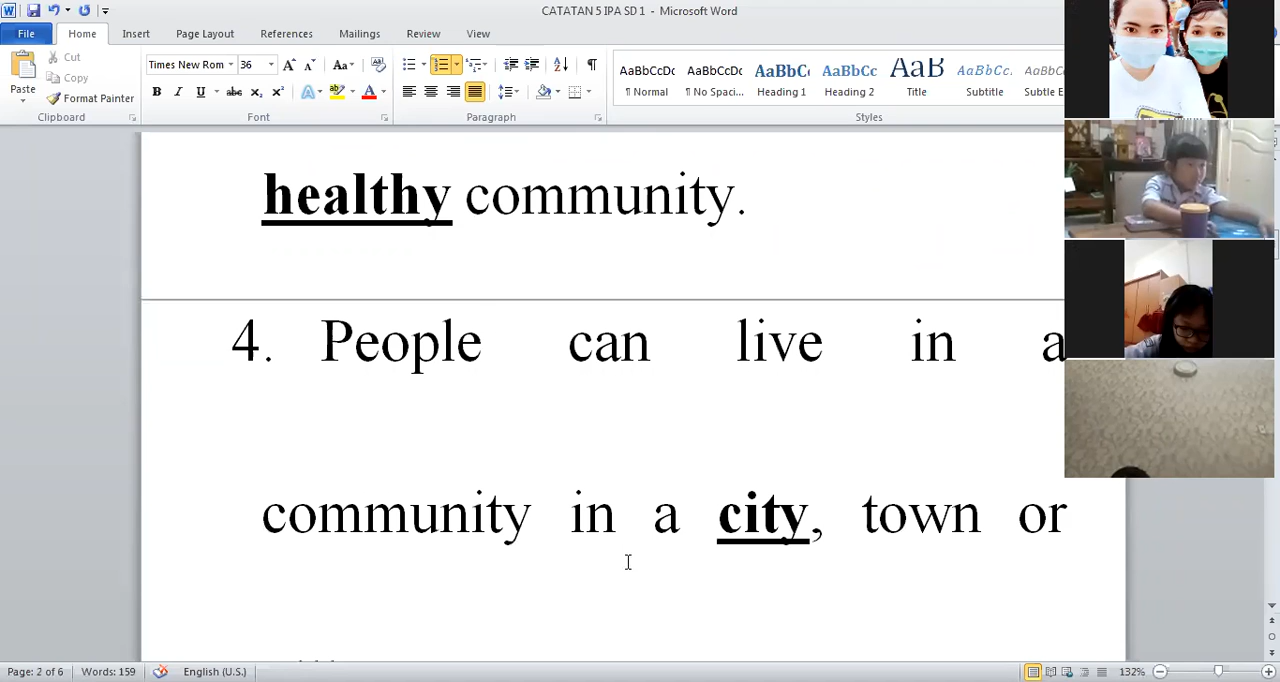 CATATAN 5 IPA SD 1 - Microsoft Word
File Home Insert Page Layout References Mailings Review View
Cut
Copy
Paste
Format Painter
Clipboard
Times New Rom 36
Font
Paragraph
AaBbCcDc AaBbCcDc AaBbC AaBbCc AaB AaBbCc. AaBbCcD
¶ Normal ¶ No Spaci... Heading 1 Heading 2 Title Subtitle Subtle E
Styles
healthy community.
4. People can live in a
community in a city, town or
Page: 2 of 6 Words: 159 English (U.S.) 132%